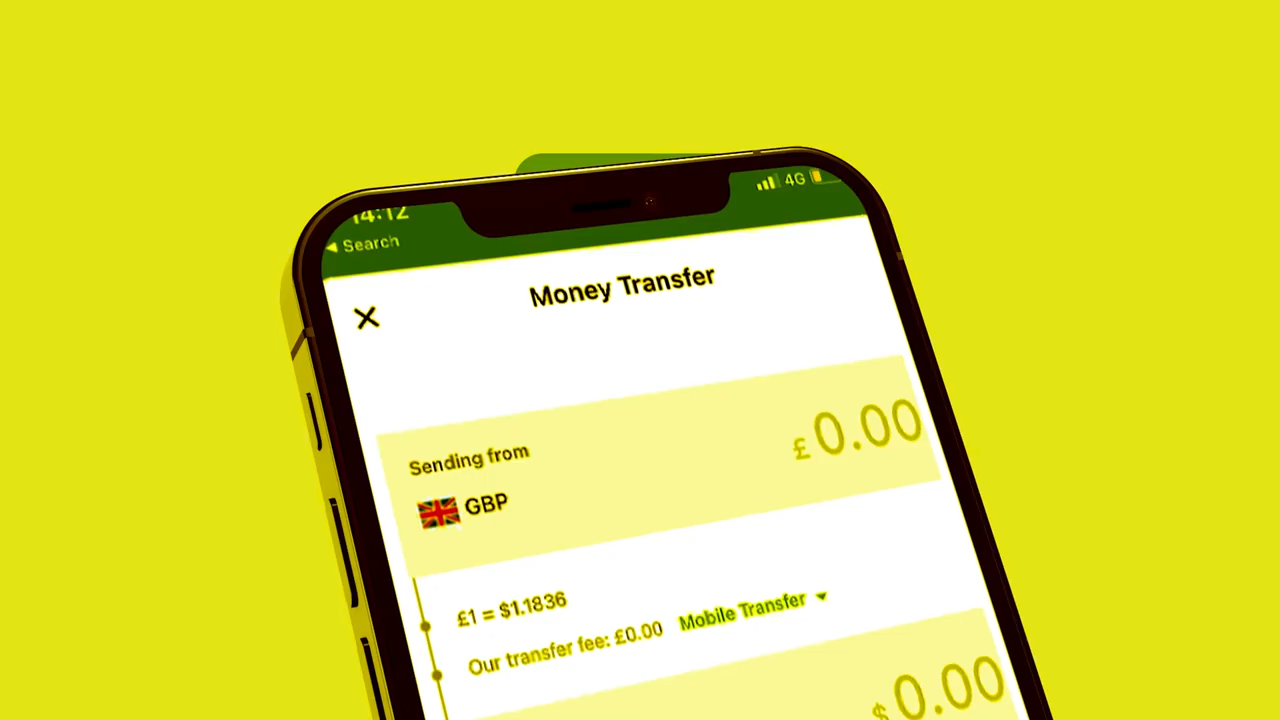 14:12
4G
◀ Search
Money Transfer
Sending from
£ 0.00
GBP
£1 = $1.1836
Our transfer fee: £0.00 Mobile Transfer
$ 0.00